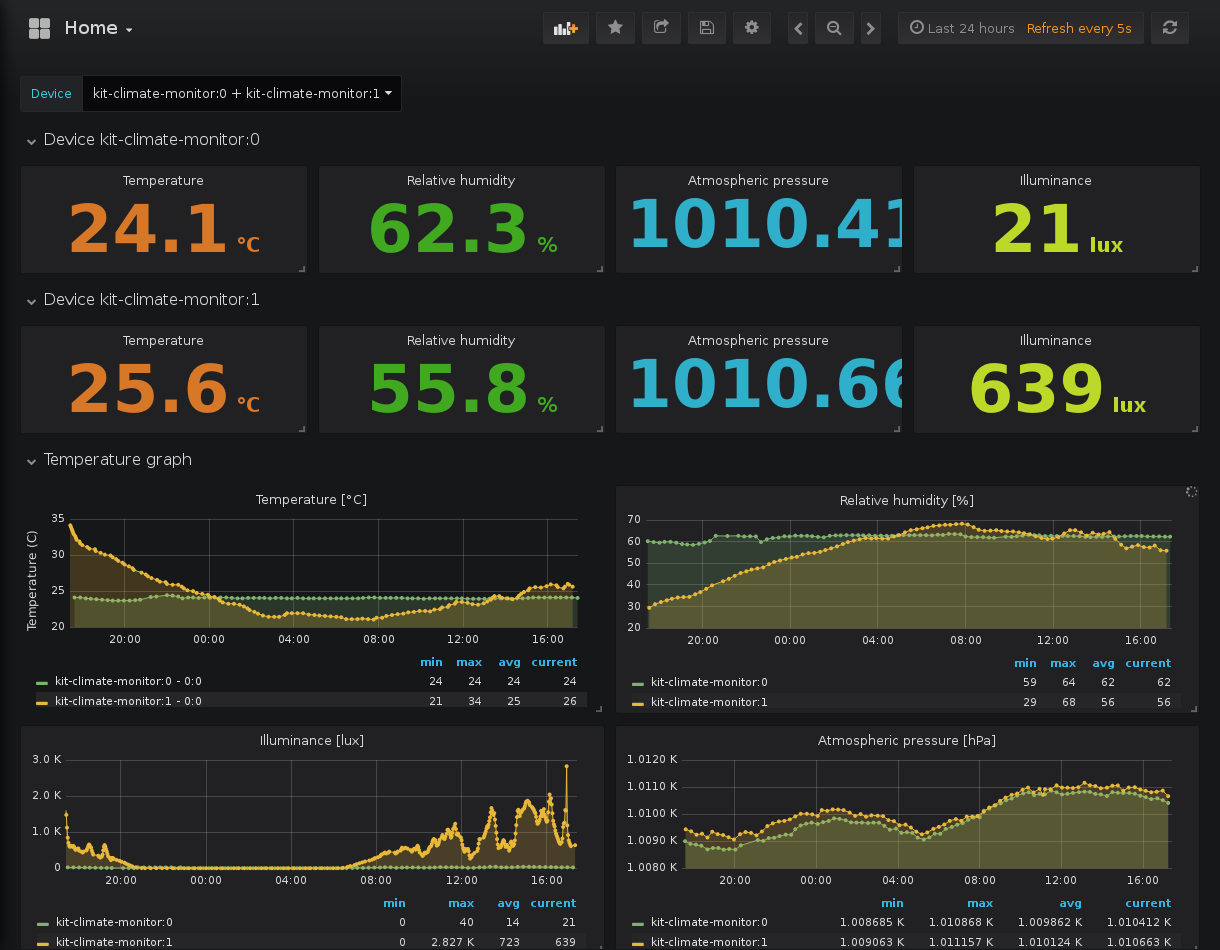 Home
Last 24 hours Refresh every 5s
Device kit-climate-monitor:0 + kit-climate-monitor:1
Device kit-climate-monitor:0
Temperature Relative humidity Atmospheric pressure Illuminance
24.1 °C 62.3 % 1010.41 21 lux
Device kit-climate-monitor:1
Temperature Relative humidity Atmospheric pressure Illuminance
25.6 °C 55.8 % 1010.66 639 lux
Temperature graph
Temperature [°C]
Temperature (C)
35
30
25
20
20:00 00:00 04:00 08:00 12:00 16:00
min max avg current
kit-climate-monitor:0 - 0:0 24 24 24 24
kit-climate-monitor:1 - 0:0 21 34 25 26
Relative humidity [%]
70
60
50
40
30
20
20:00 00:00 04:00 08:00 12:00 16:00
min max avg current
kit-climate-monitor:0 59 64 62 62
kit-climate-monitor:1 29 68 56 56
Illuminance [lux]
3.0 K
2.0 K
1.0 K
0
20:00 00:00 04:00 08:00 12:00 16:00
min max avg current
kit-climate-monitor:0 0 40 14 21
kit-climate-monitor:1 0 2.827 K 723 639
Atmospheric pressure [hPa]
1.0120 K
1.0110 K
1.0100 K
1.0090 K
1.0080 K
20:00 00:00 04:00 08:00 12:00 16:00
min max avg current
kit-climate-monitor:0 1.008685 K 1.010868 K 1.009862 K 1.010412 K
kit-climate-monitor:1 1.009063 K 1.011157 K 1.010124 K 1.010663 K